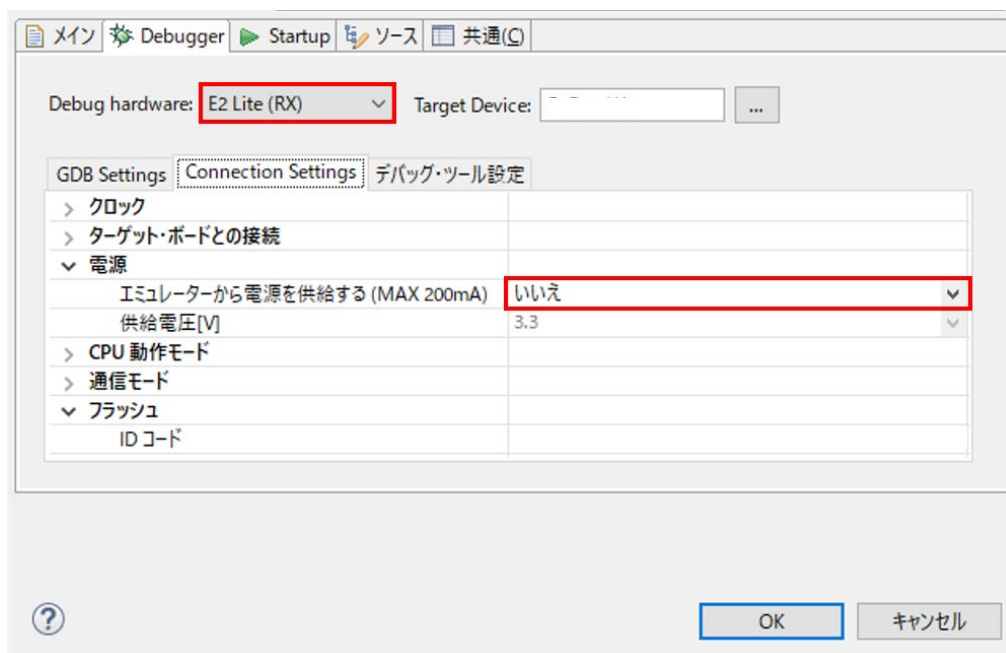 メイン Debugger Startup ソース 共通(C)
Debug hardware: E2 Lite (RX) Target Device: ...
GDB Settings Connection Settings デバッグ・ツール設定
クロック
ターゲット・ボードとの接続
電源
エミュレーターから電源を供給する (MAX 200mA) いいえ
供給電圧[V] 3.3
CPU 動作モード
通信モード
フラッシュ
ID コード
? OK キャンセル